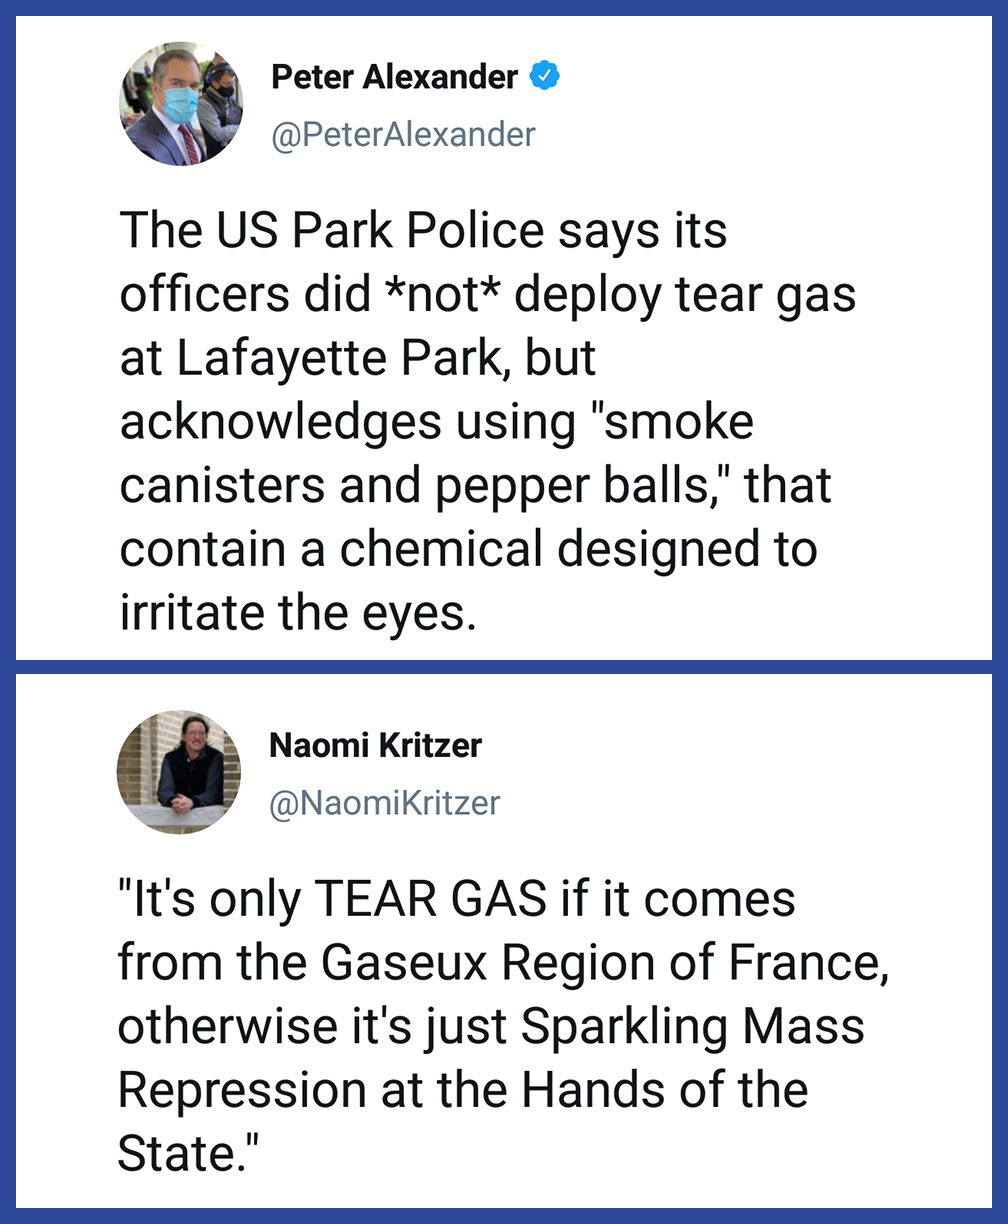 Peter Alexander
@PeterAlexander
The US Park Police says its
officers did *not* deploy tear gas
at Lafayette Park, but
acknowledges using "smoke
canisters and pepper balls," that
contain a chemical designed to
irritate the eyes.
Naomi Kritzer
@NaomiKritzer
"It's only TEAR GAS if it comes
from the Gaseux Region of France,
otherwise it's just Sparkling Mass
Repression at the Hands of the
State."